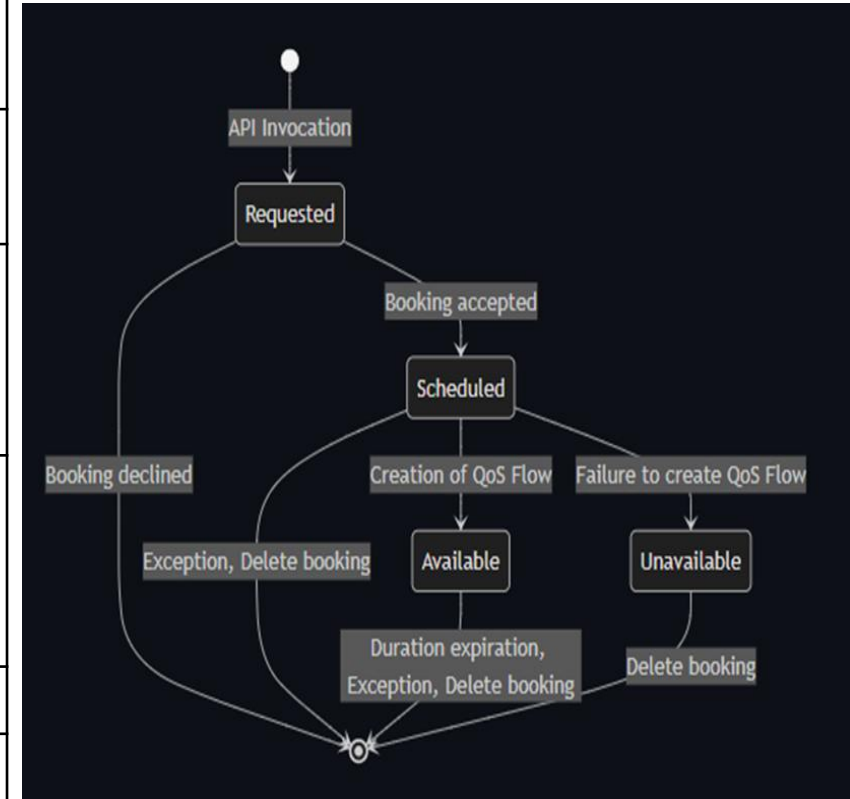 API Invocation
Requested
Booking accepted
Scheduled
Booking declined
Creation of QoS Flow
Failure to create QoS Flow
Exception, Delete booking
Available
Unavailable
Duration expiration,
Exception, Delete booking
Delete booking